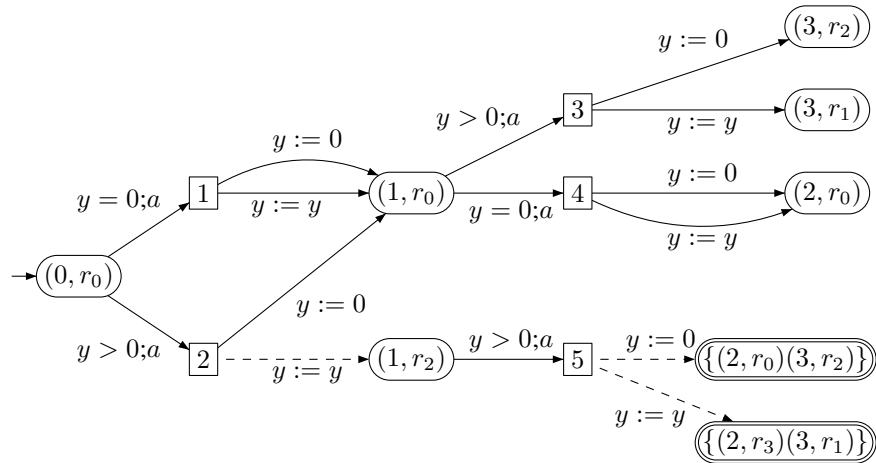 (3, r₂)
y := 0
3
(3, r₁)
y > 0;a
y := y
y := 0
y := 0
1
(1, r₀)
4
(2, r₀)
y = 0;a
y := y
y = 0;a
y := y
(0, r₀)
y := 0
y > 0;a
y > 0;a
y := 0
2
(1, r₂)
5
{(2, r₀)(3, r₂)}
y := y
y := y
{(2, r₃)(3, r₁)}